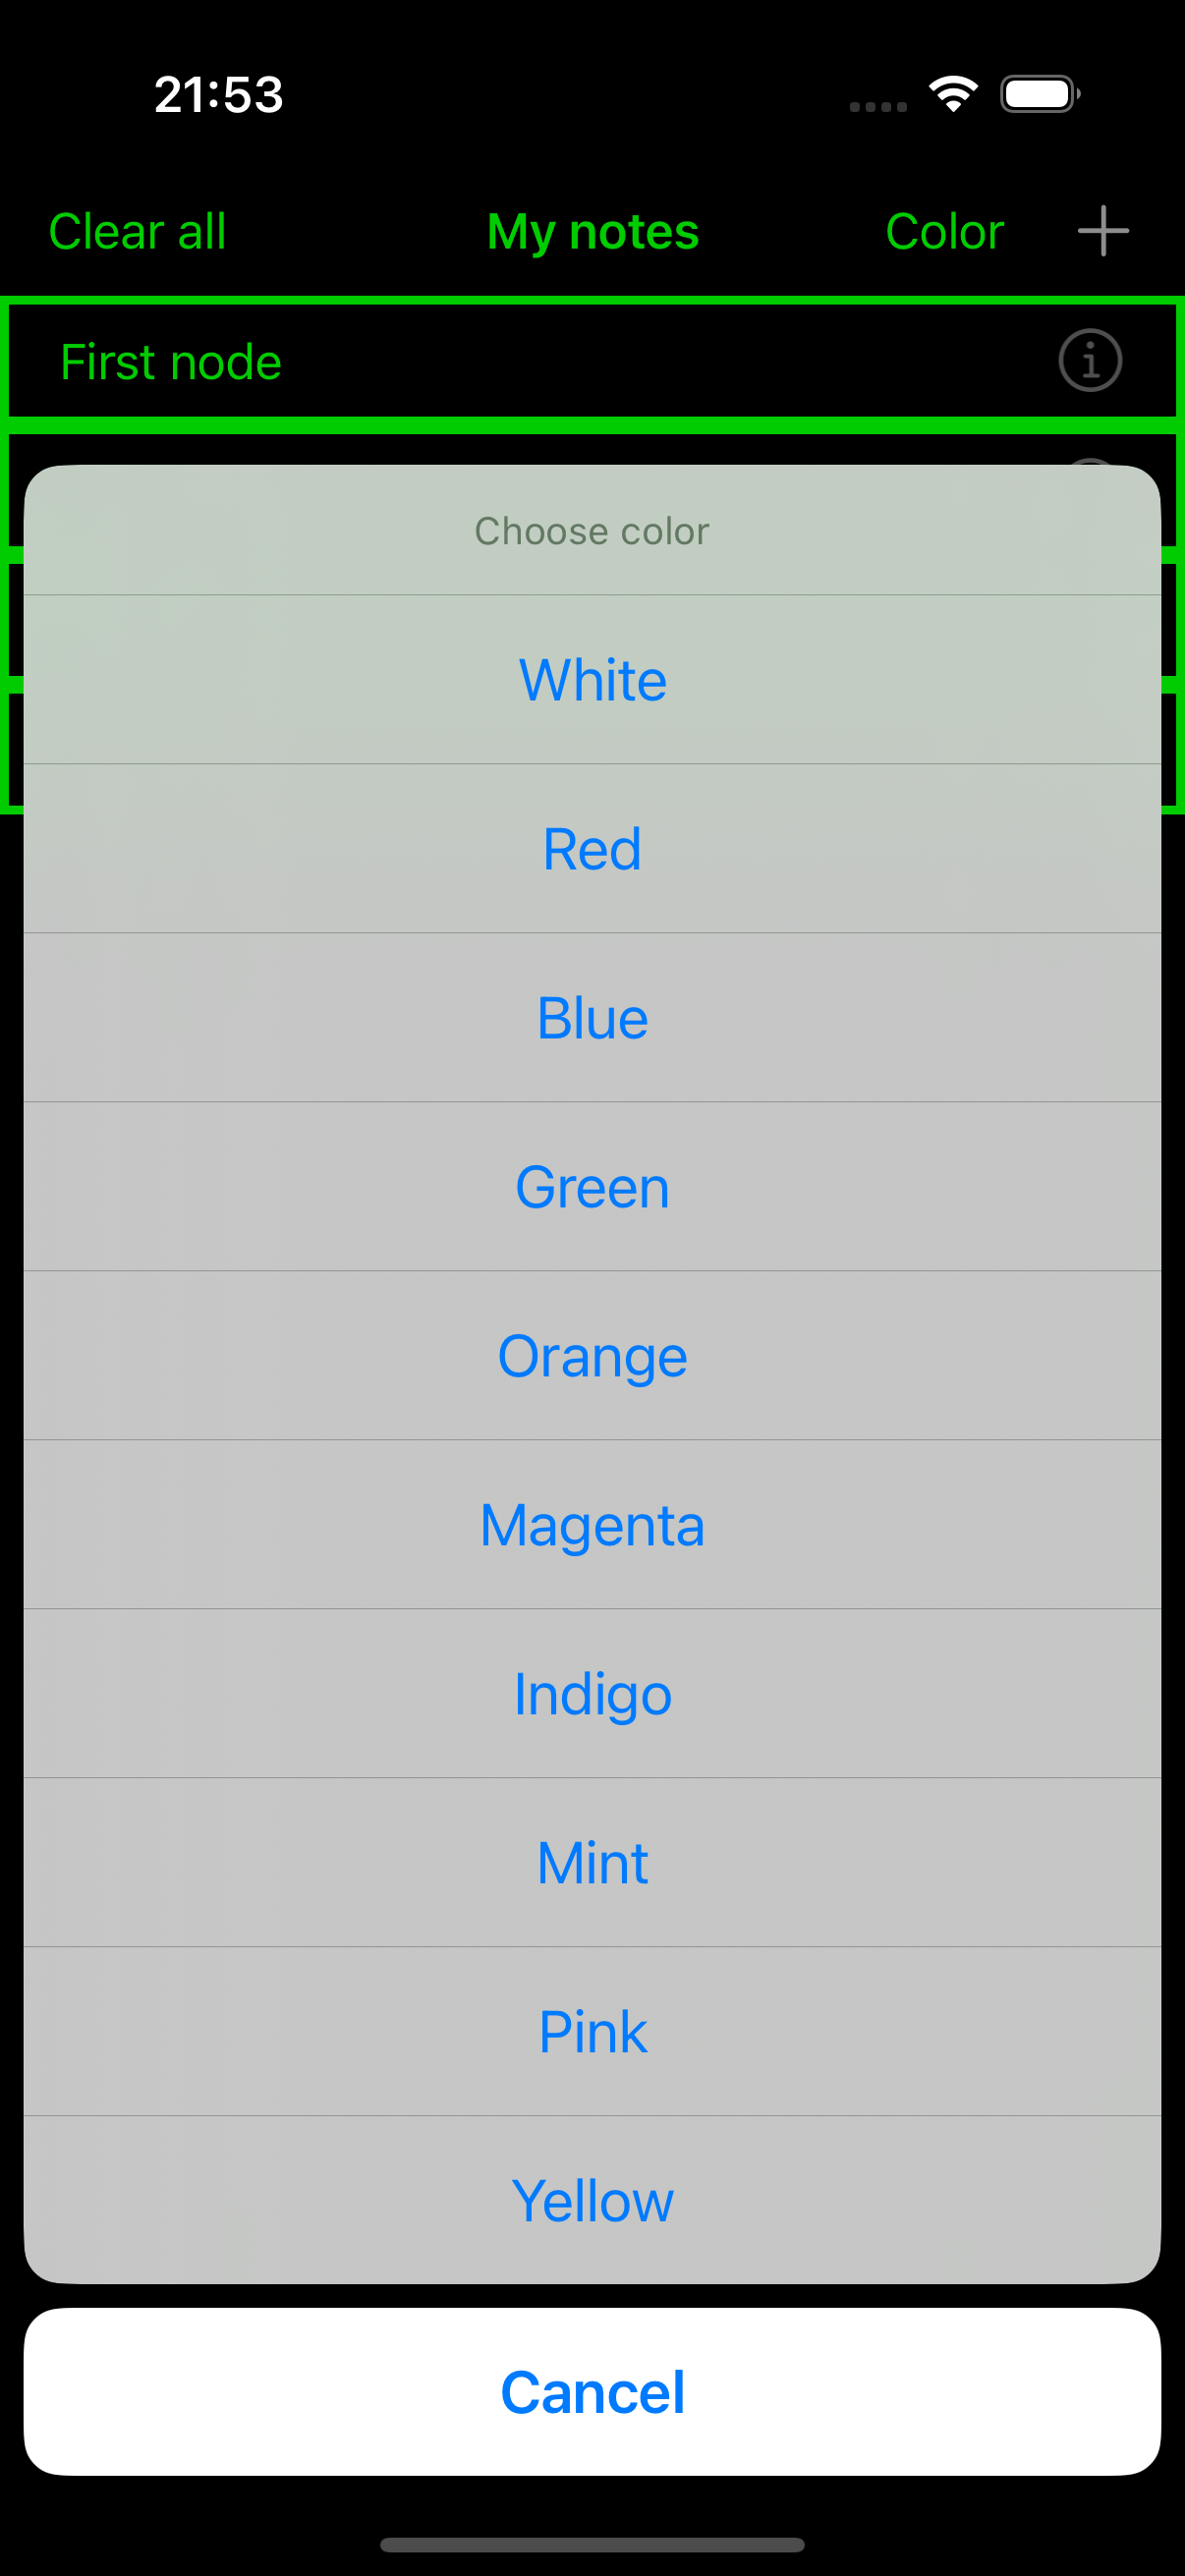 21:53
Clear all My notes Color
First node
Choose color
White
Red
Blue
Green
Orange
Magenta
Indigo
Mint
Pink
Yellow
Cancel